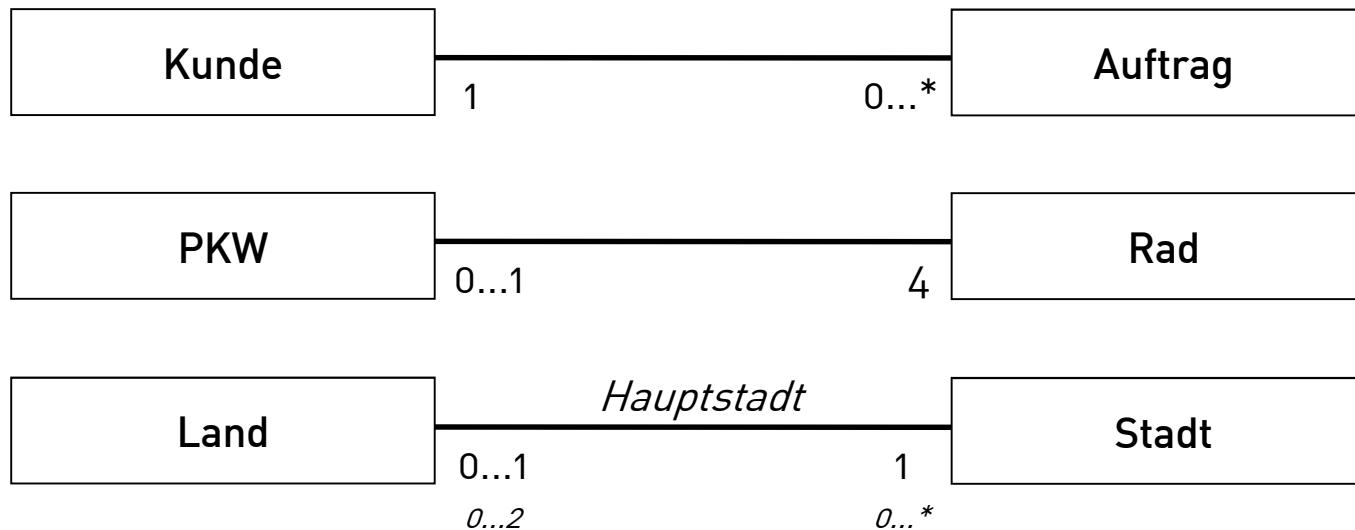 Kunde Auftrag
1 0...*
PKW Rad
0...1 4
Hauptstadt
Land Stadt
0...1 1
0...2 0...*